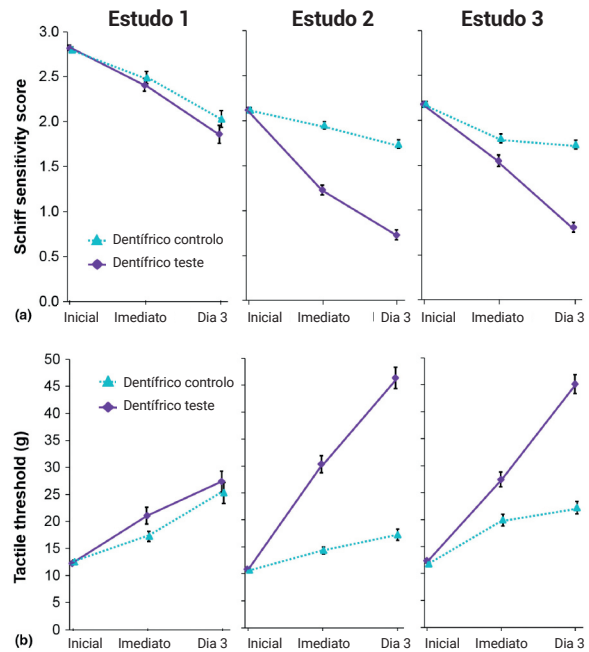 Estudo 1 Estudo 2 Estudo 3
Schiff sensitivity score
3.0
2.5
2.0
1.5
1.0
0.5
0.0
Dentífrico controlo
Dentífrico teste
(a)
Inicial Imediato Dia 3 Inicial Imediato Dia 3 Inicial Imediato Dia 3
Tactile threshold (g)
50
45
40
35
30
25
20
15
10
5
0
Dentífrico controlo
Dentífrico teste
(b)
Inicial Imediato Dia 3 Inicial Imediato Dia 3 Inicial Imediato Dia 3